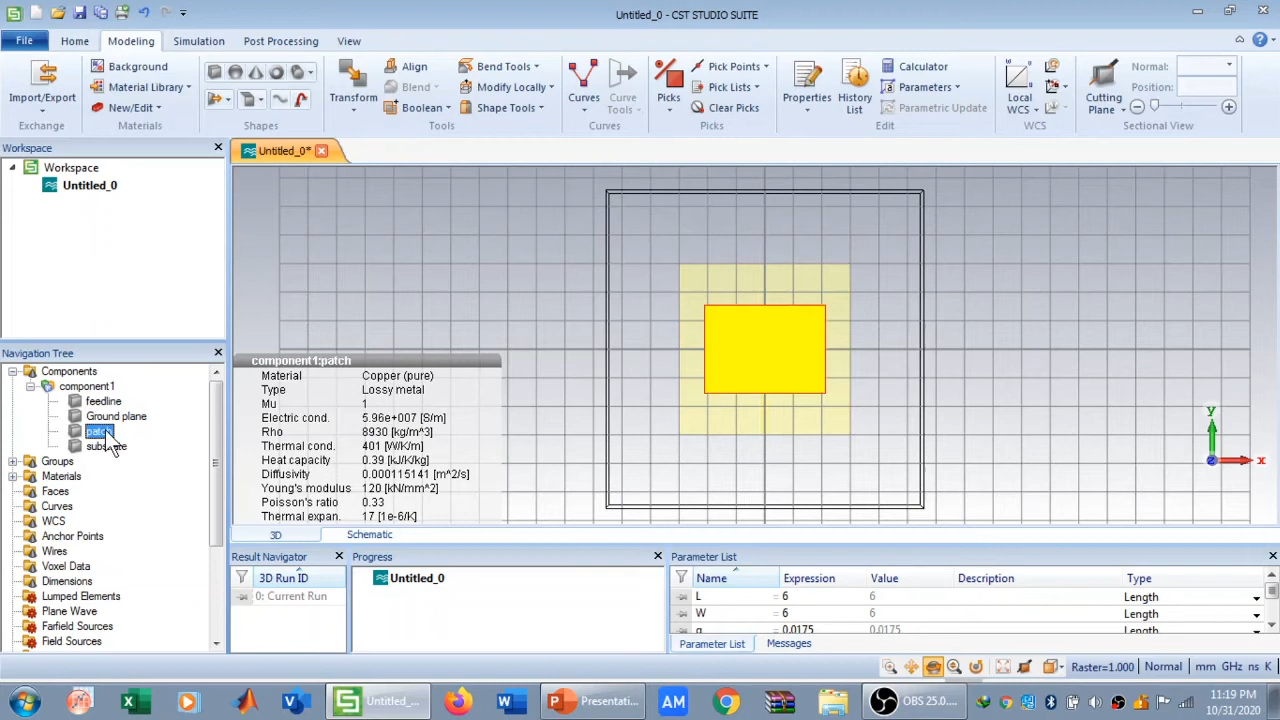 Untitled_0 - CST STUDIO SUITE
File Home Modeling Simulation Post Processing View
Import/Export
Exchange
Background
Material Library
New/Edit
Materials
Shapes
Transform
Align
Blend
Boolean
Bend Tools
Modify Locally
Shape Tools
Tools
Curves
Curve Tools
Curves
Picks
Pick Points
Pick Lists
Clear Picks
Picks
Properties
History List
Calculator
Parameters
Parametric Update
Edit
Local WCS
WCS
Cutting Plane
Normal:
Position:
Sectional View
Workspace
Workspace
Untitled_0
Untitled_0*
Navigation Tree
Components
component1
feedline
Ground plane
Groups
Materials
Faces
Curves
WCS
Anchor Points
Wires
Voxel Data
Dimensions
Lumped Elements
Plane Wave
Farfield Sources
Field Sources
component1:patch
Material Copper (pure)
Type Lossy metal
Mu 1
Electric cond. 5.96e+007 [S/m]
Rho 8930 [kg/m^3]
Thermal cond. 401 [W/K/m]
Heat capacity 0.39 [kJ/K/kg]
Diffusivity 0.000115141 [m^2/s]
Young's modulus 120 [kN/mm^2]
Poisson's ratio 0.33
Thermal expan. 17 [1e-6/K]
y
x
3D Schematic
Result Navigator
3D Run ID
0: Current Run
Progress
Untitled_0
Parameter List
Name Expression Value Description Type
L = 6 6 Length
W = 6 6 Length
g = 0.0175 0.0175 Length
Parameter List Messages
Raster=1.000 Normal mm GHz ns K
Untitled_...
Presentati...
AM
OBS 25.0....
11:19 PM
10/31/2020